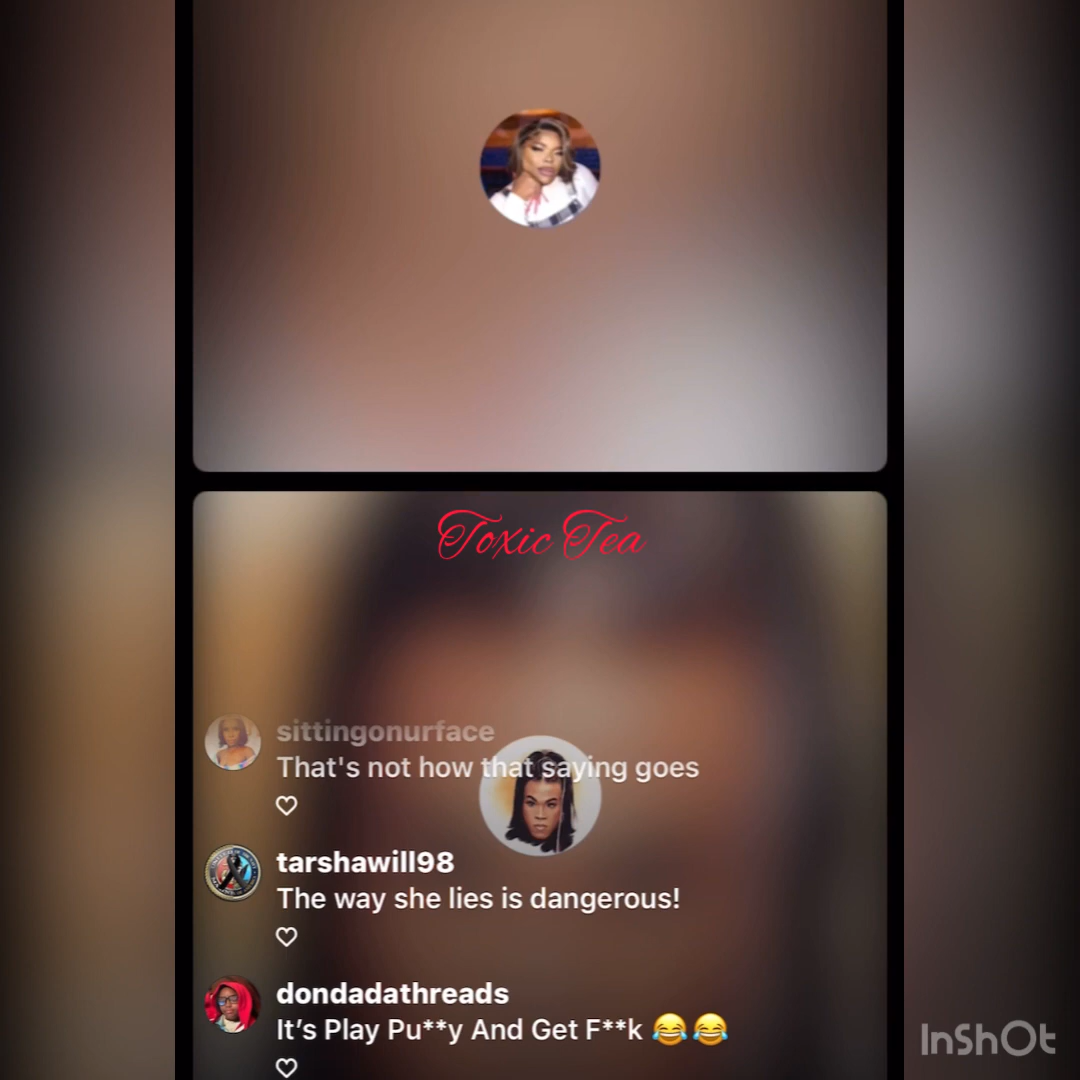 Toxic Tea
sittingonurface
That's not how that saying goes
tarshawill98
The way she lies is dangerous!
dondadathreads
It’s Play Pu**y And Get F**k 😂😂
InShOt